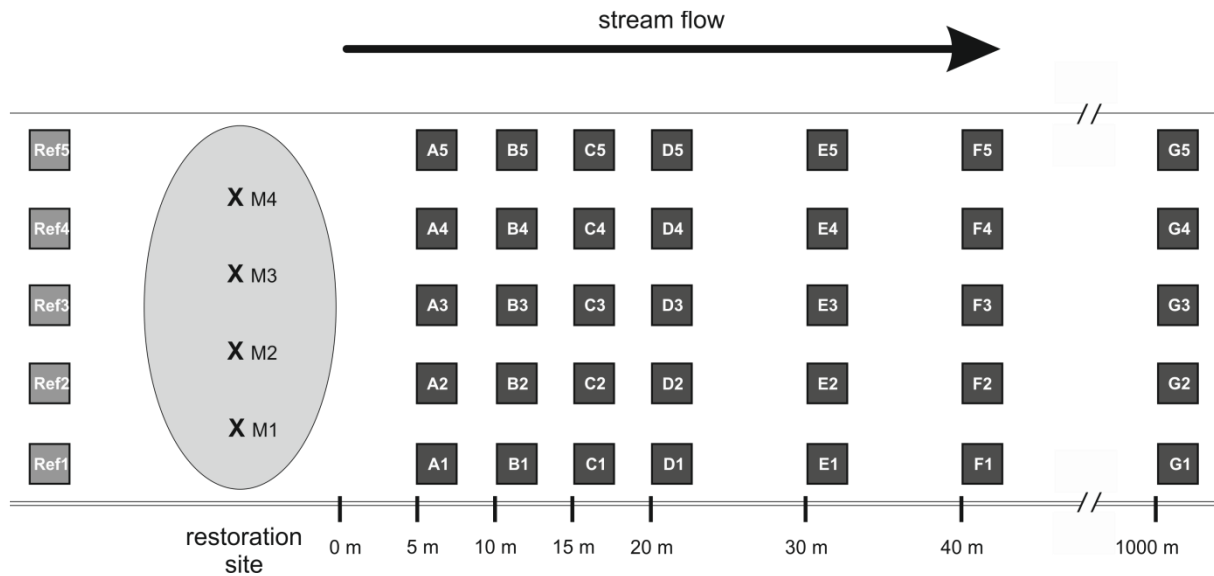 stream flow
//
Ref5 A5 B5 C5 D5 E5 F5 G5
X M4
Ref4 A4 B4 C4 D4 E4 F4 G4
X M3
Ref3 A3 B3 C3 D3 E3 F3 G3
X M2
Ref2 A2 B2 C2 D2 E2 F2 G2
X M1
Ref1 A1 B1 C1 D1 E1 F1 G1
//
restoration
site
0 m 5 m 10 m 15 m 20 m 30 m 40 m 1000 m